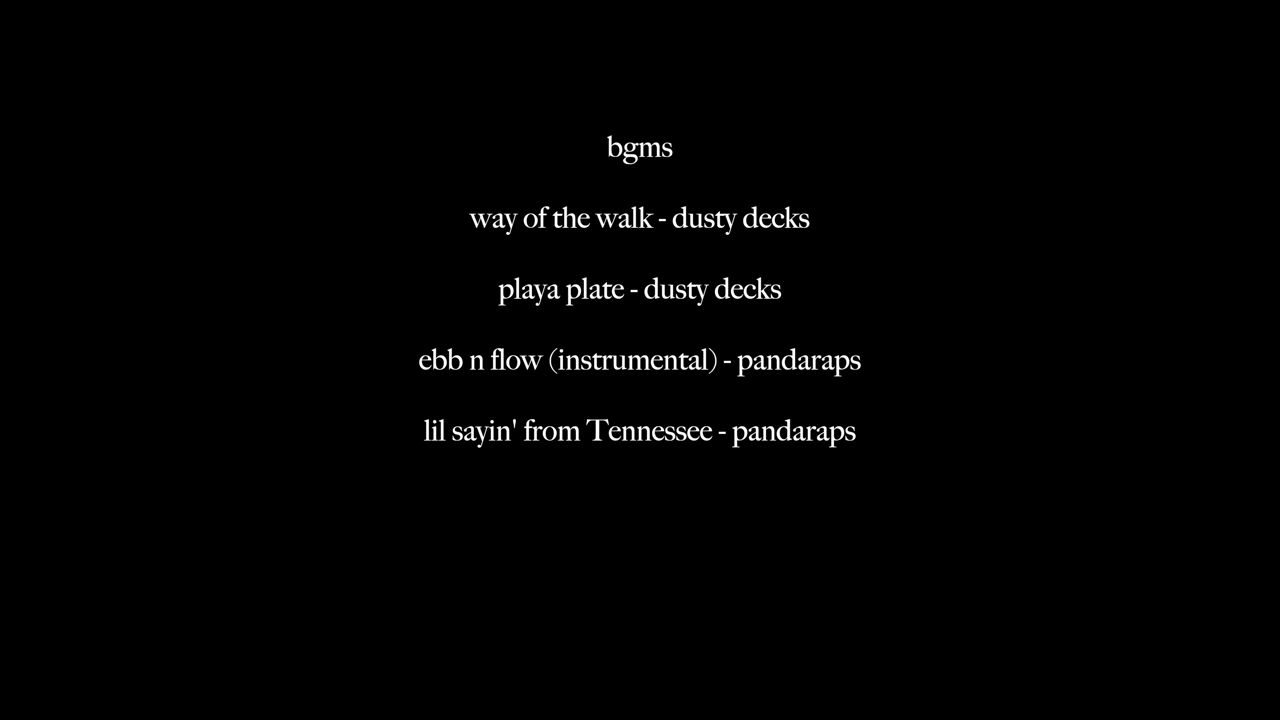 bgms
way of the walk - dusty decks
playa plate - dusty decks
ebb n flow (instrumental) - pandaraps
lil sayin' from Tennessee - pandaraps